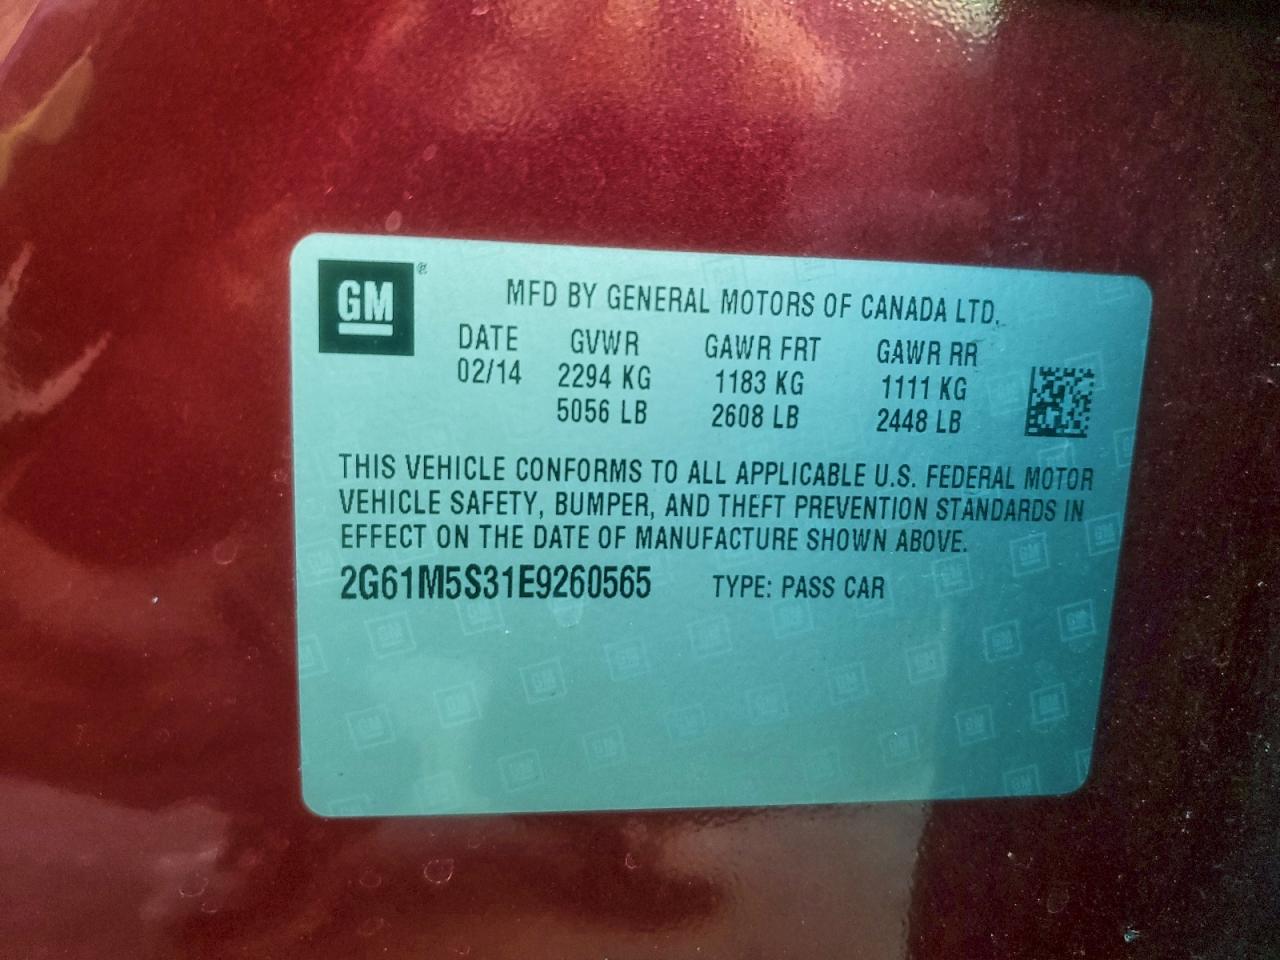 GM®
MFD BY GENERAL MOTORS OF CANADA LTD.
DATE GVWR GAWR FRT GAWR RR
02/14 2294 KG 1183 KG 1111 KG
5056 LB 2608 LB 2448 LB
THIS VEHICLE CONFORMS TO ALL APPLICABLE U.S. FEDERAL MOTOR
VEHICLE SAFETY, BUMPER, AND THEFT PREVENTION STANDARDS IN
EFFECT ON THE DATE OF MANUFACTURE SHOWN ABOVE.
2G61M5S31E9260565 TYPE: PASS CAR